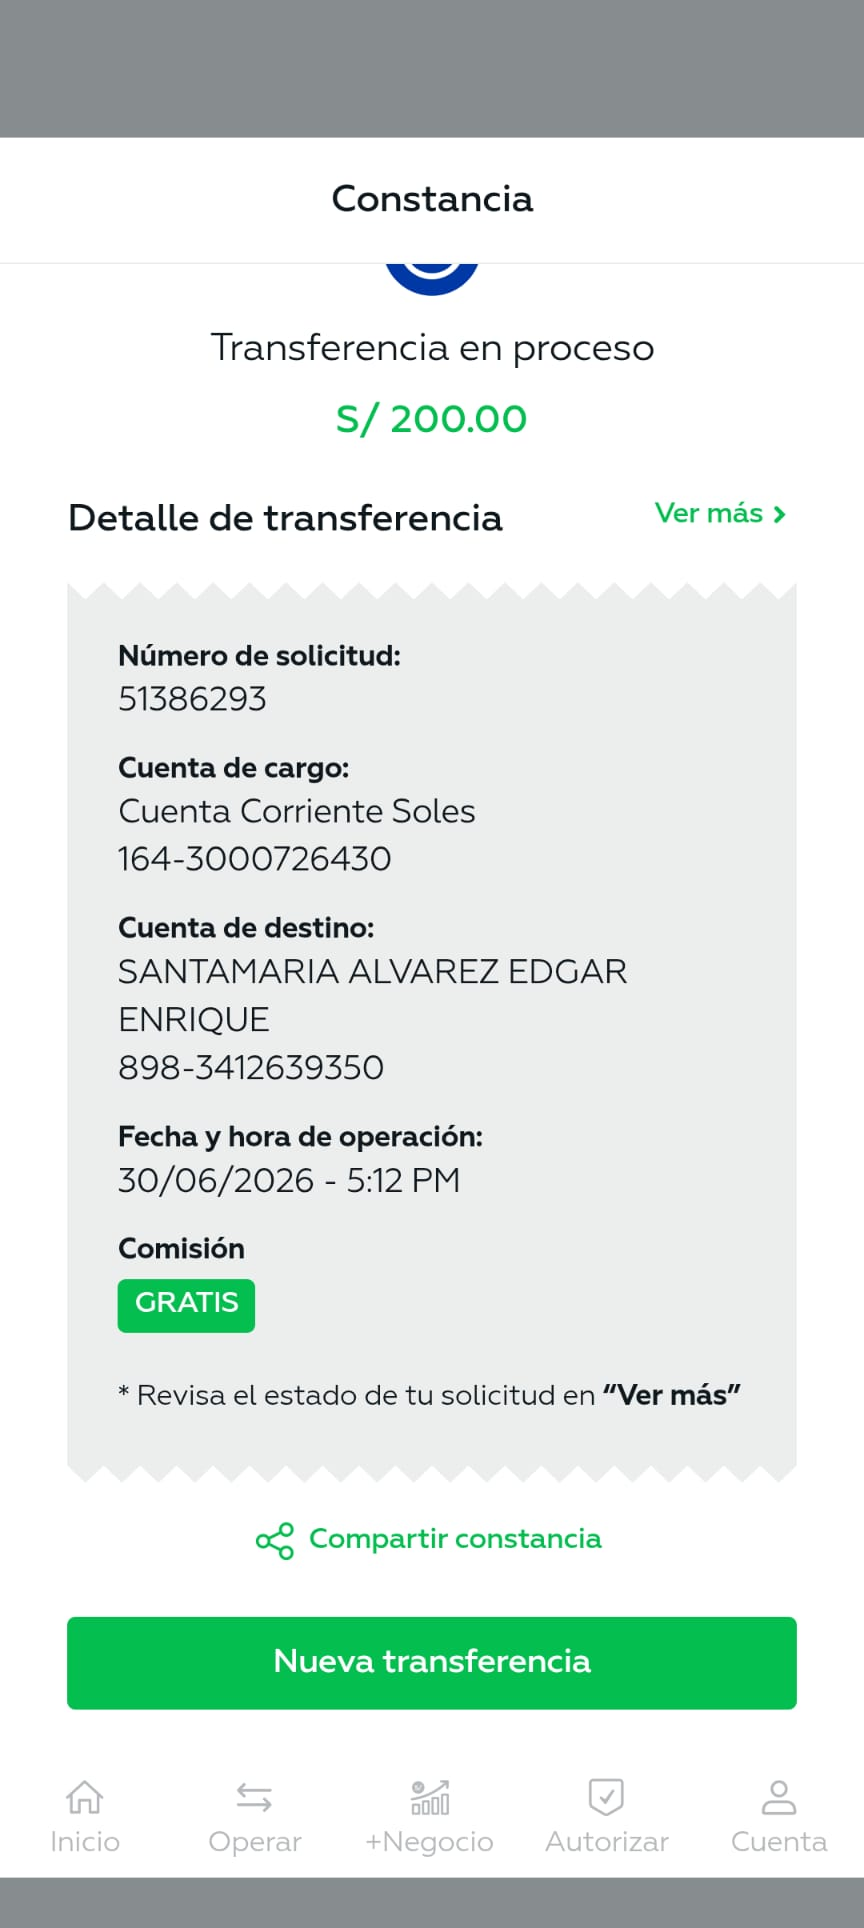 Constancia
Transferencia en proceso
S/ 200.00
Detalle de transferencia
Ver más
Número de solicitud:
51386293
Cuenta de cargo:
Cuenta Corriente Soles
164-3000726430
Cuenta de destino:
SANTAMARIA ALVAREZ EDGAR
ENRIQUE
898-3412639350
Fecha y hora de operación:
30/06/2026 - 5:12 PM
Comisión
GRATIS
* Revisa el estado de tu solicitud en “Ver más”
Compartir constancia
Nueva transferencia
Inicio
Operar
+Negocio
Autorizar
Cuenta